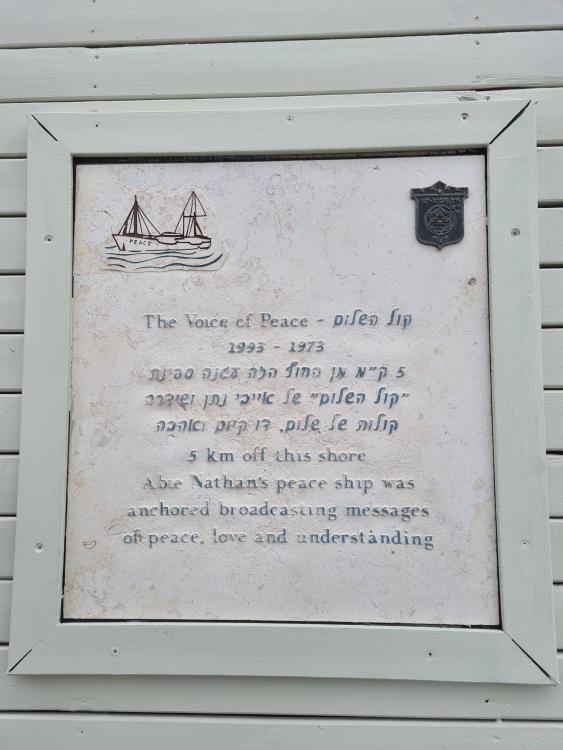 PEACE
The Voice of Peace - קול השלום
1993 - 1973
5 ק"מ מן החוף הזה עגנה ספינת
"קול השלום" של אייבי נתן ושידרה
קולות של שלום, דו קיום ואהבה
5 km off this shore
Abie Nathan's peace ship was
anchored broadcasting messages
of peace, love and understanding